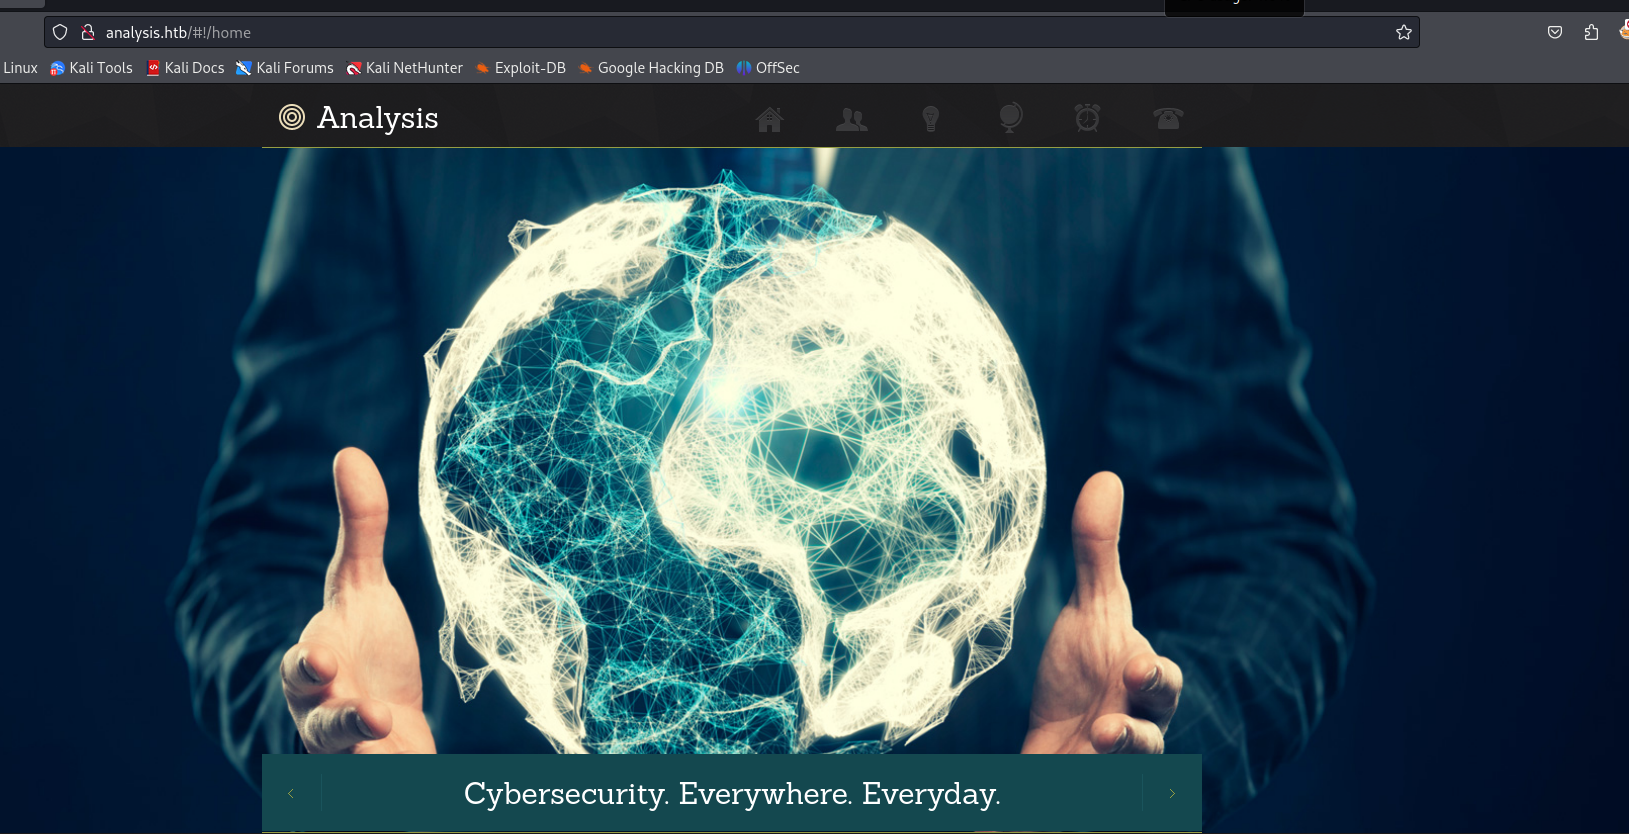 analysis.htb/#!/home
Linux Kali Tools Kali Docs Kali Forums Kali NetHunter Exploit-DB Google Hacking DB OffSec
Analysis
Cybersecurity. Everywhere. Everyday.